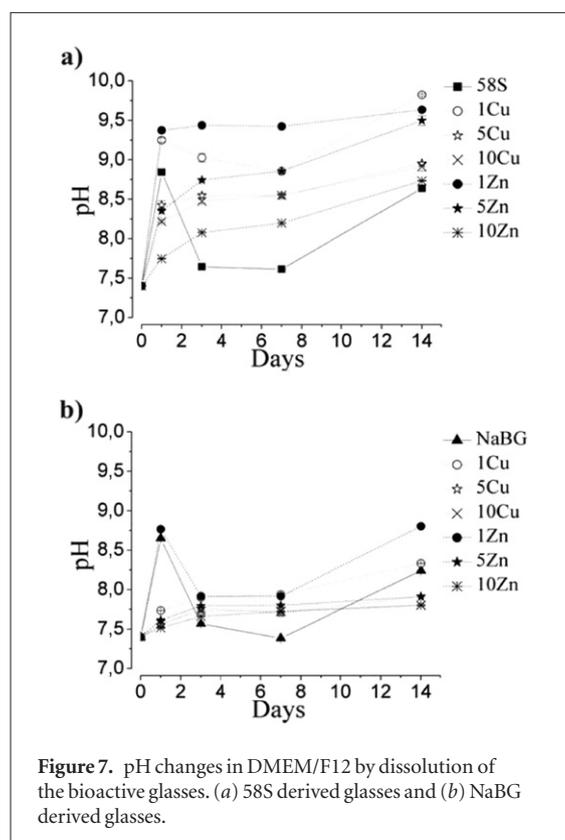 a)
10,0
9,5
9,0
8,5
8,0
7,5
7,0
pH
0 2 4 6 8 10 12 14
Days
58S
1Cu
5Cu
10Cu
1Zn
5Zn
10Zn
b)
10,0
9,5
9,0
8,5
8,0
7,5
7,0
pH
0 2 4 6 8 10 12 14
Days
NaBG
1Cu
5Cu
10Cu
1Zn
5Zn
10Zn
Figure 7. pH changes in DMEM/F12 by dissolution of
the bioactive glasses. (a) 58S derived glasses and (b) NaBG
derived glasses.